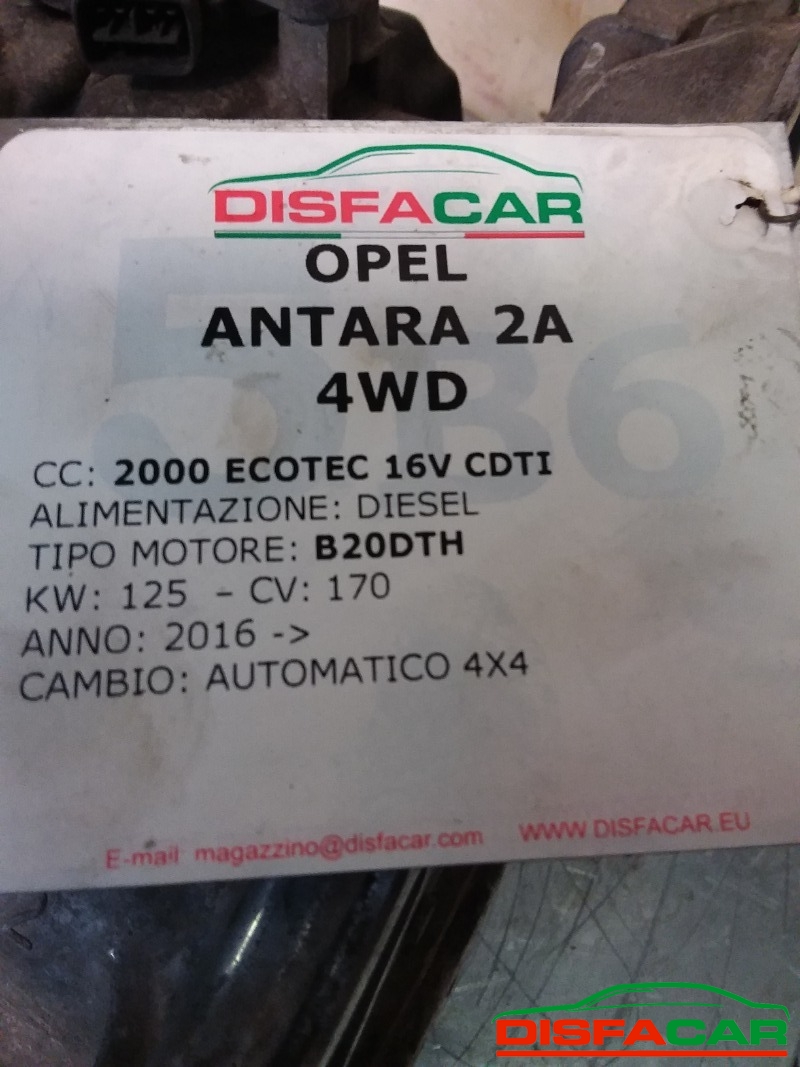 DISFACAR
OPEL
ANTARA 2A
4WD
5B6
CC: 2000 ECOTEC 16V CDTI
ALIMENTAZIONE: DIESEL
TIPO MOTORE: B20DTH
KW: 125 - CV: 170
ANNO: 2016 ->
CAMBIO: AUTOMATICO 4X4
E-mail magazzino@disfacar.com WWW.DISFACAR.EU
DISFACAR